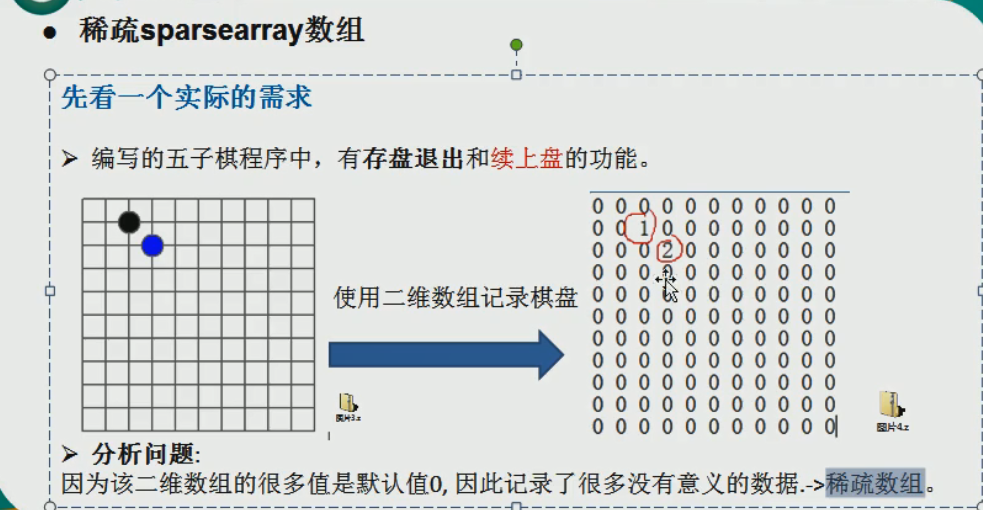 稀疏sparsearray数组
先看一个实际的需求
编写的五子棋程序中，有存盘退出和续上盘的功能。
使用二维数组记录棋盘
0 0 0 0 0 0 0 0 0 0 0
0 0 1 0 0 0 0 0 0 0 0
0 0 0 2 0 0 0 0 0 0 0
0 0 0 0 0 0 0 0 0 0 0
0 0 0 0 0 0 0 0 0 0 0
0 0 0 0 0 0 0 0 0 0 0
0 0 0 0 0 0 0 0 0 0 0
0 0 0 0 0 0 0 0 0 0 0
0 0 0 0 0 0 0 0 0 0 0
0 0 0 0 0 0 0 0 0 0 0
0 0 0 0 0 0 0 0 0 0 0
图片3.z
图片4.z
分析问题:
因为该二维数组的很多值是默认值0, 因此记录了很多没有意义的数据.->稀疏数组。